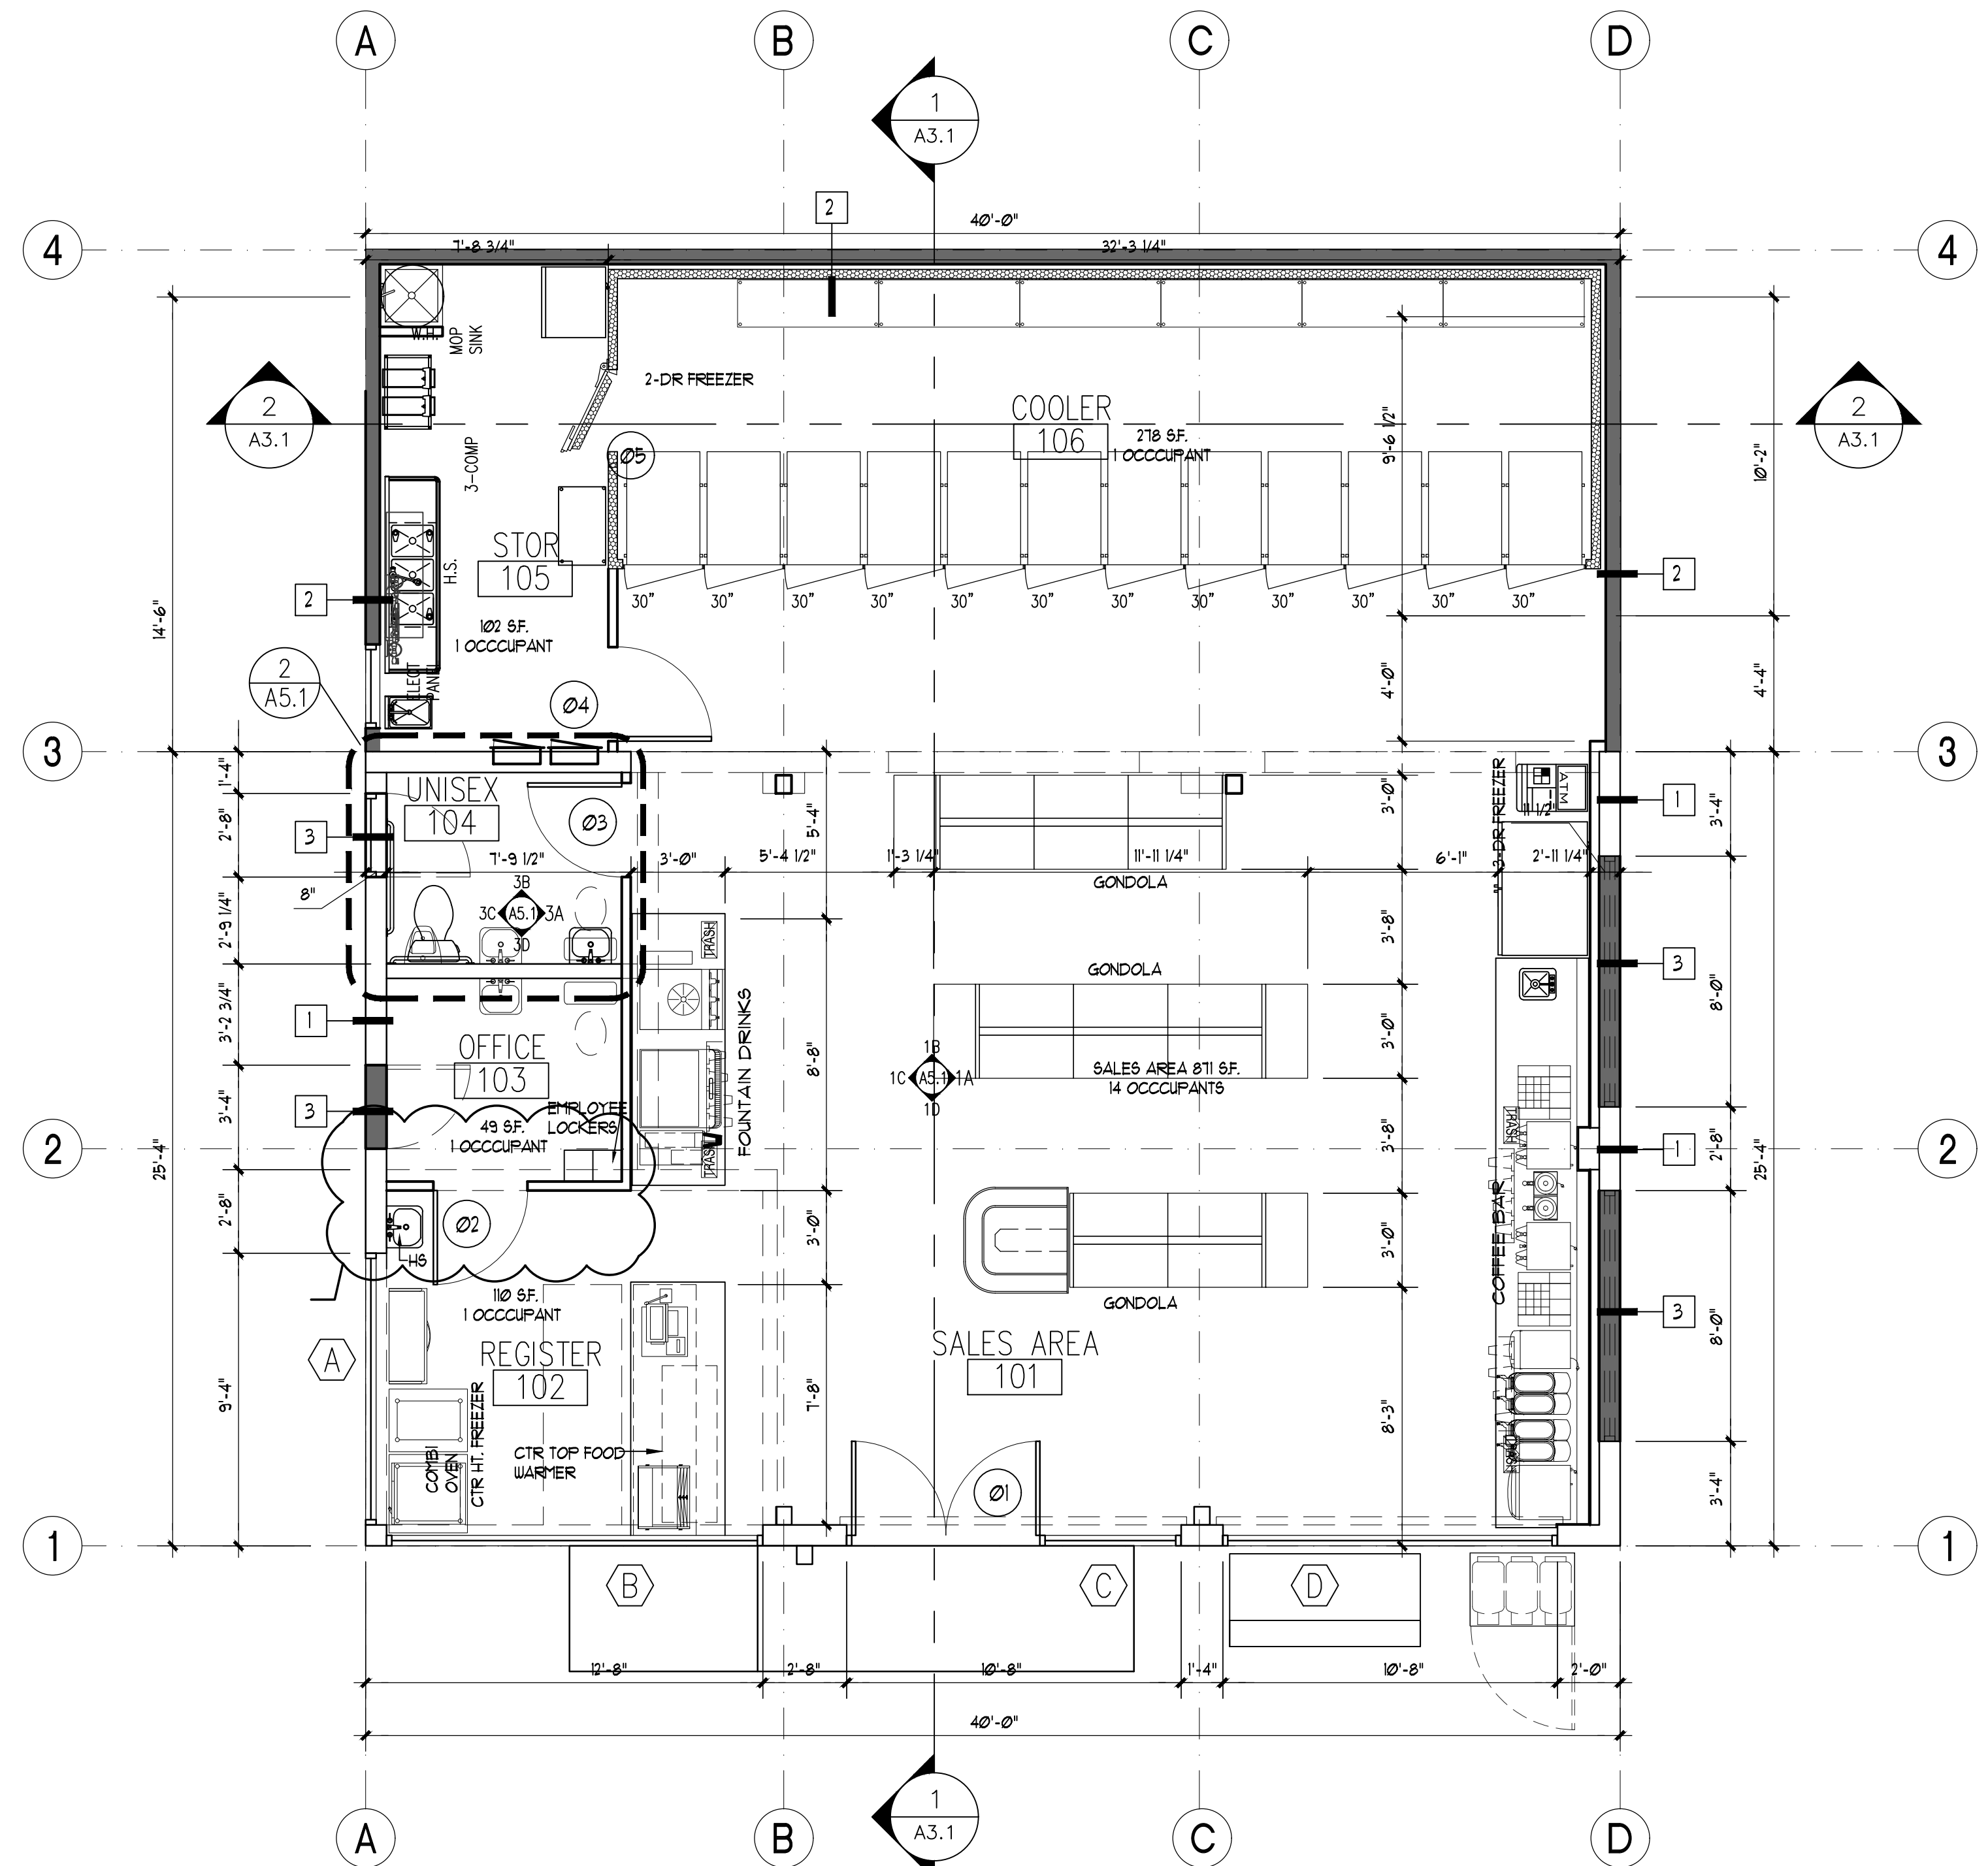 A
B
C
D
1
A3.1
2
40'-0"
4
4
7'-8 3/4"
32'-3 1/4"
W.H.
MOP
SINK
2-DR FREEZER
2
A3.1
COOLER
106
278 S.F.
1 OCCCUPANT
9'-6 1/2"
10'-2"
2
A3.1
3-COMP
05
STOR
105
H.S.
2
2
30"
30"
30"
30"
30"
30"
30"
30"
30"
30"
30"
30"
14'-6"
102 S.F.
1 OCCCUPANT
2
A5.1
ELECT
PANEL
04
4'-0"
4'-4"
3
3
1'-4"
UNISEX
104
03
2'-8"
3
5'-4"
3'-0"
3-DR FREEZER
ATM
11 1/2"
1
3'-4"
7'-9 1/2"
3'-0"
5'-4 1/2"
1'-3 1/4"
11'-11 1/4"
6'-1"
2'-11 1/4"
GONDOLA
8"
3B
3C
A5.1
3A
3D
2'-9 1/4"
TRASH
3'-8"
GONDOLA
3
8'-0"
3'-2 3/4"
1
FOUNTAIN DRINKS
OFFICE
103
8'-8"
1B
1C
A5.1
1A
1D
SALES AREA 871 S.F.
14 OCCCUPANTS
3'-0"
3'-4"
3
EMPLOYEE
LOCKERS
49 S.F.
1 OCCCUPANT
TRASH
3'-8"
TRASH
1
2'-8"
2
2
25'-4"
25'-4"
2'-8"
02
HS
3'-0"
3'-0"
COFFEE BAR
110 S.F.
1 OCCCUPANT
GONDOLA
3
8'-0"
A
REGISTER
102
SALES AREA
101
9'-4"
7'-8"
8'-3"
COMBI
OVEN
CTR HT. FREEZER
CTR TOP FOOD
WARMER
01
3'-4"
1
1
B
C
D
12'-8"
2'-8"
10'-8"
1'-4"
10'-8"
2'-0"
40'-0"
1
A3.1
A
B
C
D